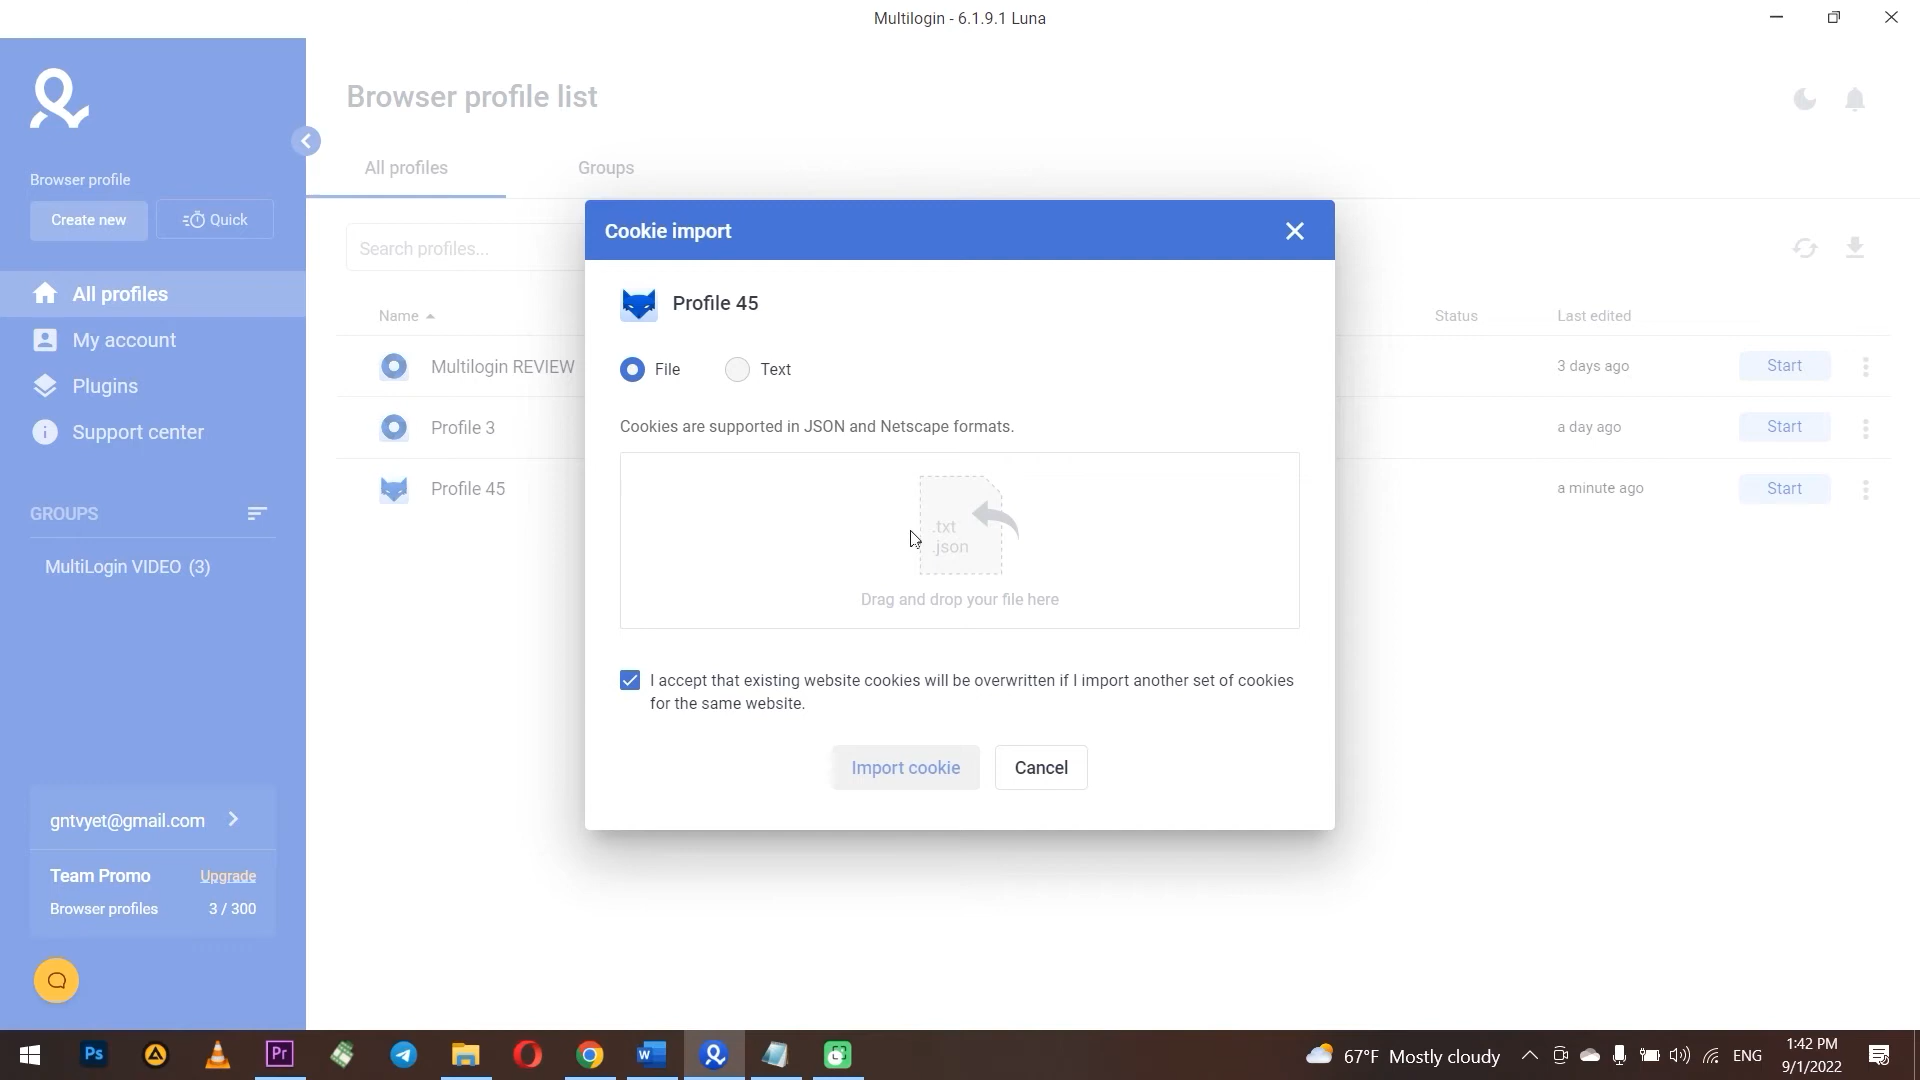 Multilogin - 6.1.9.1 Luna
Browser profile
Create new
Quick
All profiles
My account
Plugins
Support center
GROUPS
MultiLogin VIDEO (3)
gntvyet@gmail.com
Team Promo Upgrade
Browser profiles 3 / 300
Browser profile list
All profiles Groups
Search profiles...
Name Status Last edited
Multilogin REVIEW 3 days ago Start
Profile 3 a day ago Start
Profile 45 a minute ago Start
Cookie import
Profile 45
File Text
Cookies are supported in JSON and Netscape formats.
.txt
.json
Drag and drop your file here
I accept that existing website cookies will be overwritten if I import another set of cookies
for the same website.
Import cookie Cancel
Ps
Pr
W
67°F Mostly cloudy
ENG
1:42 PM
9/1/2022